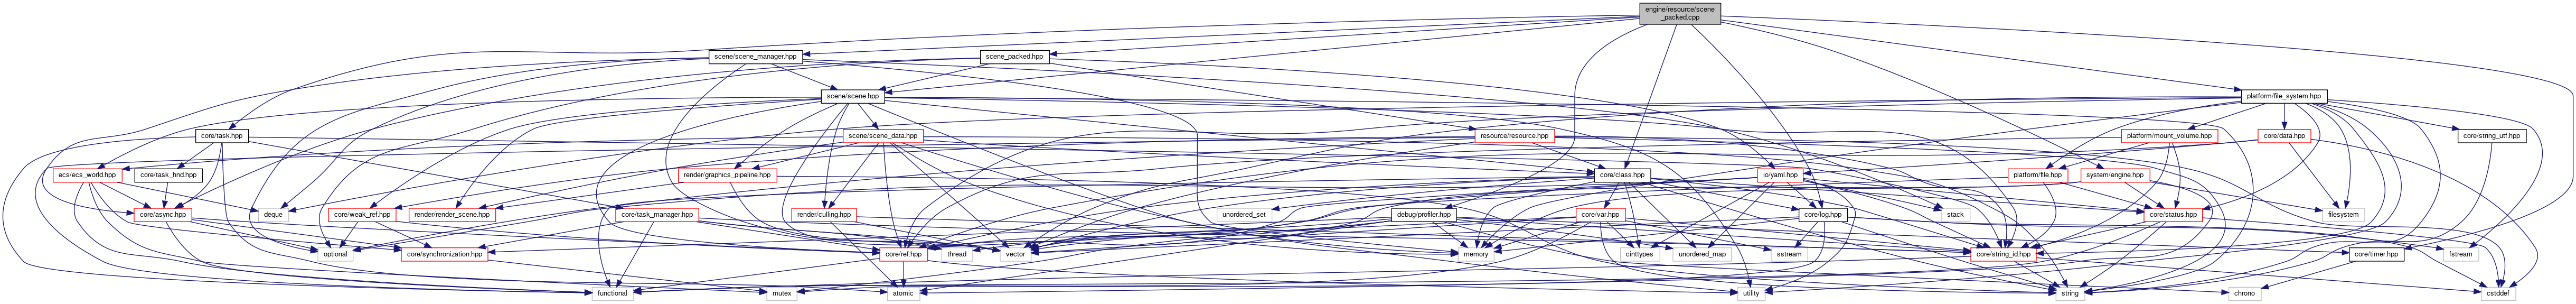 engine/resource/scene
_packed.cpp
scene/scene_manager.hpp
scene_packed.hpp
scene/scene.hpp
platform/file_system.hpp
core/task.hpp
scene/scene_data.hpp
resource/resource.hpp
platform/mount_volume.hpp
core/data.hpp
core/string_utf.hpp
ecs/ecs_world.hpp
core/task_hnd.hpp
render/graphics_pipeline.hpp
core/class.hpp
io/yaml.hpp
platform/file.hpp
system/engine.hpp
deque
core/async.hpp
core/weak_ref.hpp
render/render_scene.hpp
core/task_manager.hpp
render/culling.hpp
unordered_set
debug/profiler.hpp
core/var.hpp
core/log.hpp
stack
core/status.hpp
filesystem
optional
core/synchronization.hpp
core/ref.hpp
thread
vector
memory
cinttypes
unordered_map
sstream
core/string_id.hpp
core/timer.hpp
fstream
functional
mutex
atomic
utility
string
chrono
cstddef